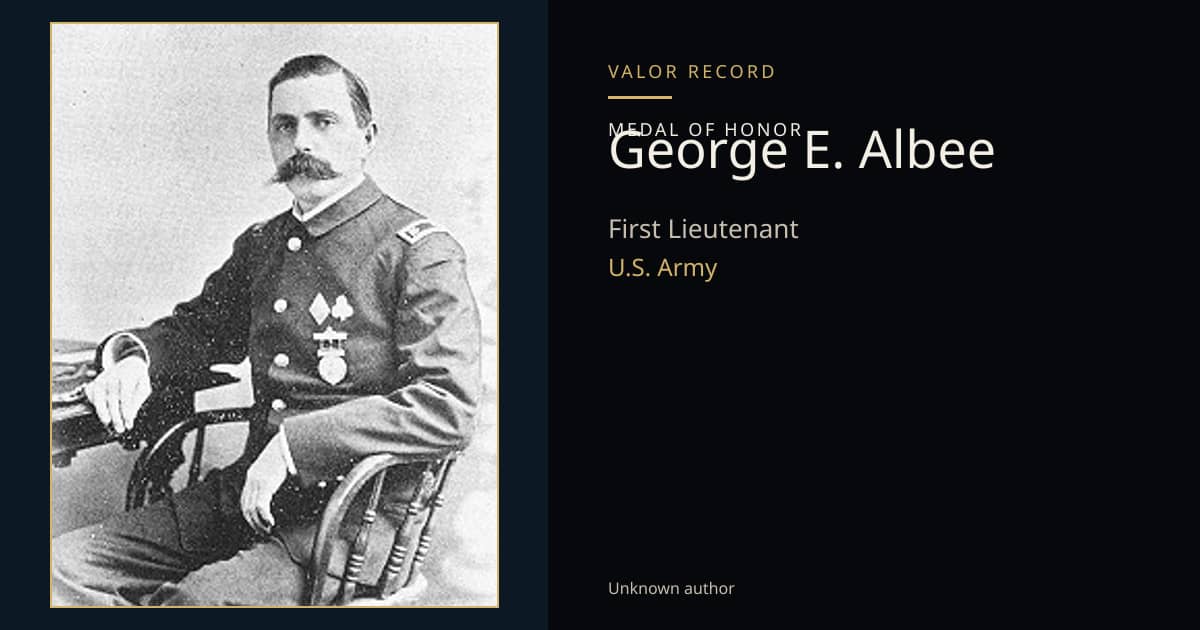 VALOR RECORD
MEDAL OF HONOR
George E. Albee
First Lieutenant
U.S. Army
Unknown author